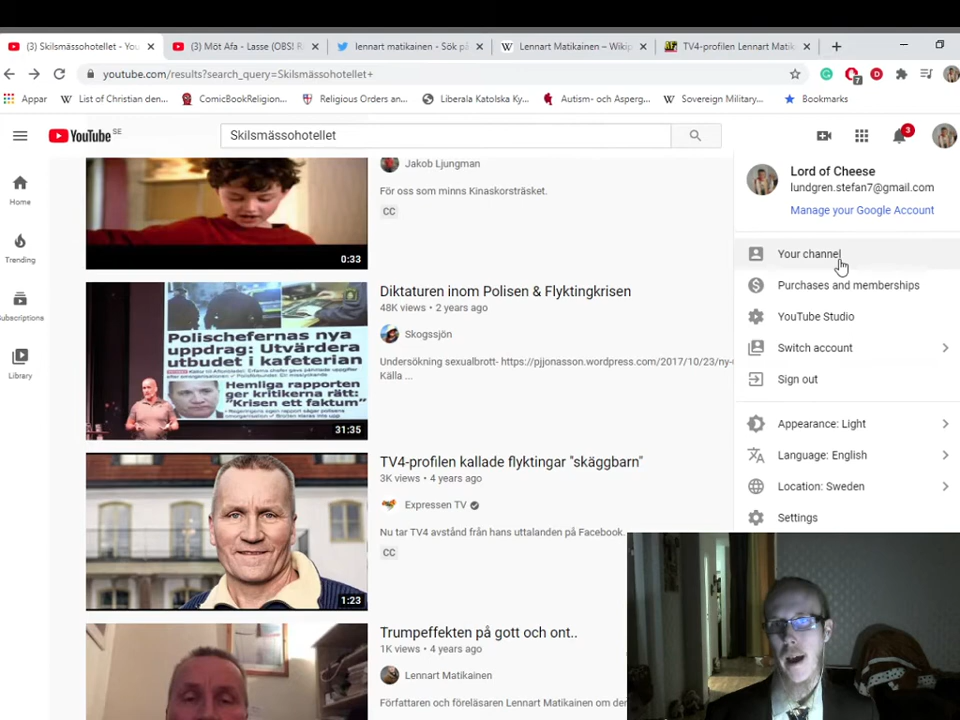 (3) Skilsmässohotellet - You
(3) Möt Afa - Lasse (OBS! R
lennart matikainen - Sök på
Lennart Matikainen – Wikip
TV4-profilen Lennart Matik
youtube.com/results?search_query=Skilsmässohotellet+
7
Appar
List of Christian den...
ComicBookReligion...
Religious Orders an...
Liberala Katolska Ky...
Autism- och Asperg...
Sovereign Military...
Bookmarks
YouTube SE
Skilsmässohotellet
3
Home
Trending
Subscriptions
Library
Jakob Ljungman
För oss som minns Kinaskorsträsket.
CC
0:33
Diktaturen inom Polisen & Flyktingkrisen
48K views • 2 years ago
Skogssjön
Undersökning sexualbrott- https://pjjonasson.wordpress.com/2017/10/23/ny-
Källa ...
Polischefernas nya
uppdrag: Utvärdera
utbudet i kafeterian
Hemliga rapporten
ger kritikerna rätt:
"Krisen ett faktum"
31:35
TV4-profilen kallade flyktingar "skäggbarn"
3K views • 4 years ago
Expressen TV
Nu tar TV4 avstånd från hans uttalanden på Facebook.
CC
1:23
Trumpeffekten på gott och ont..
1K views • 4 years ago
Lennart Matikainen
Författaren och föreläsaren Lennart Matikainen om den
Lord of Cheese
lundgren.stefan7@gmail.com
Manage your Google Account
Your channel
Purchases and memberships
YouTube Studio
Switch account
Sign out
Appearance: Light
Language: English
Location: Sweden
Settings